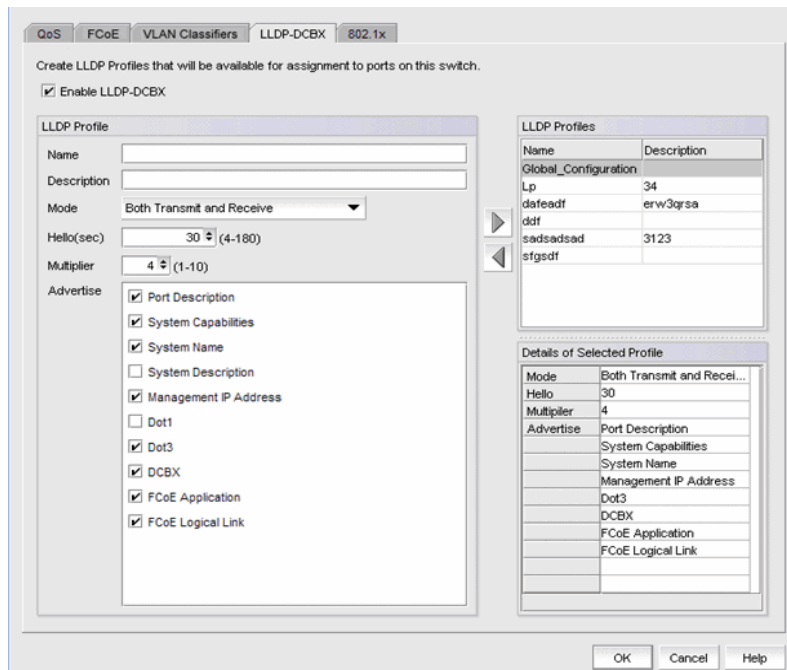 QoS FCoE VLAN Classifiers LLDP-DCBX 802.1x
Create LLDP Profiles that will be available for assignment to ports on this switch.
Enable LLDP-DCBX
LLDP Profile
Name
Description
Mode Both Transmit and Receive
Hello(sec) 30 (4-180)
Multiplier 4 (1-10)
Advertise
Port Description
System Capabilities
System Name
System Description
Management IP Address
Dot1
Dot3
DCBX
FCoE Application
FCoE Logical Link
LLDP Profiles
Name Description
Global_Configuration
Lp 34
dafeadf erw3qrsa
ddf
sadsadsad 3123
sfgsdf
Details of Selected Profile
Mode Both Transmit and Recei...
Hello 30
Multipiler 4
Advertise Port Description
System Capabilities
System Name
Management IP Address
Dot3
DCBX
FCoE Application
FCoE Logical Link
OK Cancel Help